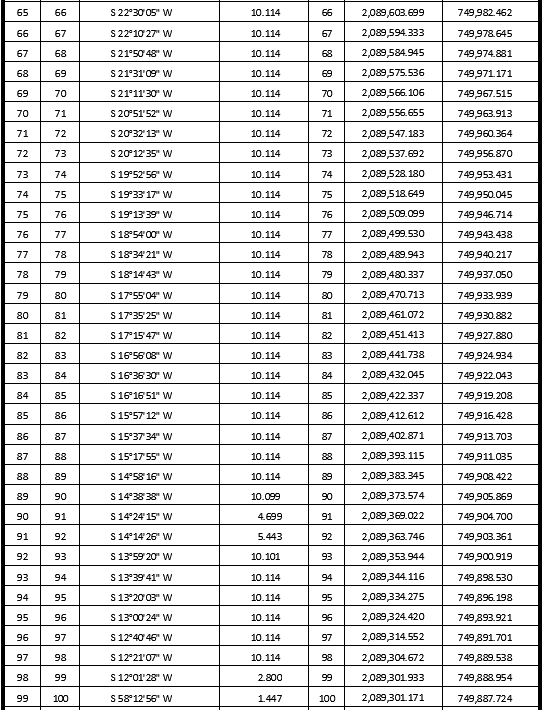 65 66 S 22°30'05" W 10.114 66 2,089,603.699 749,982.462
66 67 S 22°10'27" W 10.114 67 2,089,594.333 749,978.645
67 68 S 21°50'48" W 10.114 68 2,089,584.945 749,974.881
68 69 S 21°31'09" W 10.114 69 2,089,575.536 749,971.171
69 70 S 21°11'30" W 10.114 70 2,089,566.106 749,967.515
70 71 S 20°51'52" W 10.114 71 2,089,556.655 749,963.913
71 72 S 20°32'13" W 10.114 72 2,089,547.183 749,960.364
72 73 S 20°12'35" W 10.114 73 2,089,537.692 749,956.870
73 74 S 19°52'56" W 10.114 74 2,089,528.180 749,953.431
74 75 S 19°33'17" W 10.114 75 2,089,518.649 749,950.045
75 76 S 19°13'39" W 10.114 76 2,089,509.099 749,946.714
76 77 S 18°54'00" W 10.114 77 2,089,499.530 749,943.438
77 78 S 18°34'21" W 10.114 78 2,089,489.943 749,940.217
78 79 S 18°14'43" W 10.114 79 2,089,480.337 749,937.050
79 80 S 17°55'04" W 10.114 80 2,089,470.713 749,933.939
80 81 S 17°35'25" W 10.114 81 2,089,461.072 749,930.882
81 82 S 17°15'47" W 10.114 82 2,089,451.413 749,927.880
82 83 S 16°56'08" W 10.114 83 2,089,441.738 749,924.934
83 84 S 16°36'30" W 10.114 84 2,089,432.045 749,922.043
84 85 S 16°16'51" W 10.114 85 2,089,422.337 749,919.208
85 86 S 15°57'12" W 10.114 86 2,089,412.612 749,916.428
86 87 S 15°37'34" W 10.114 87 2,089,402.871 749,913.703
87 88 S 15°17'55" W 10.114 88 2,089,393.115 749,911.035
88 89 S 14°58'16" W 10.114 89 2,089,383.345 749,908.422
89 90 S 14°38'38" W 10.099 90 2,089,373.574 749,905.869
90 91 S 14°24'15" W 4.699 91 2,089,369.022 749,904.700
91 92 S 14°14'26" W 5.443 92 2,089,363.746 749,903.361
92 93 S 13°59'20" W 10.101 93 2,089,353.944 749,900.919
93 94 S 13°39'41" W 10.114 94 2,089,344.116 749,898.530
94 95 S 13°20'03" W 10.114 95 2,089,334.275 749,896.198
95 96 S 13°00'24" W 10.114 96 2,089,324.420 749,893.921
96 97 S 12°40'46" W 10.114 97 2,089,314.552 749,891.701
97 98 S 12°21'07" W 10.114 98 2,089,304.672 749,889.538
98 99 S 12°01'28" W 2.800 99 2,089,301.933 749,888.954
99 100 S 58°12'56" W 1.447 100 2,089,301.171 749,887.724